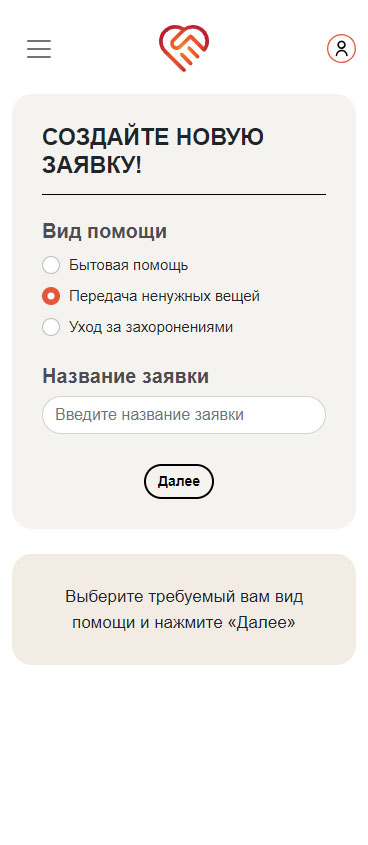 СОЗДАЙТЕ НОВУЮ
ЗАЯВКУ!
Вид помощи
Бытовая помощь
Передача ненужных вещей
Уход за захоронениями
Название заявки
Введите название заявки
Далее
Выберите требуемый вам вид
помощи и нажмите «Далее»